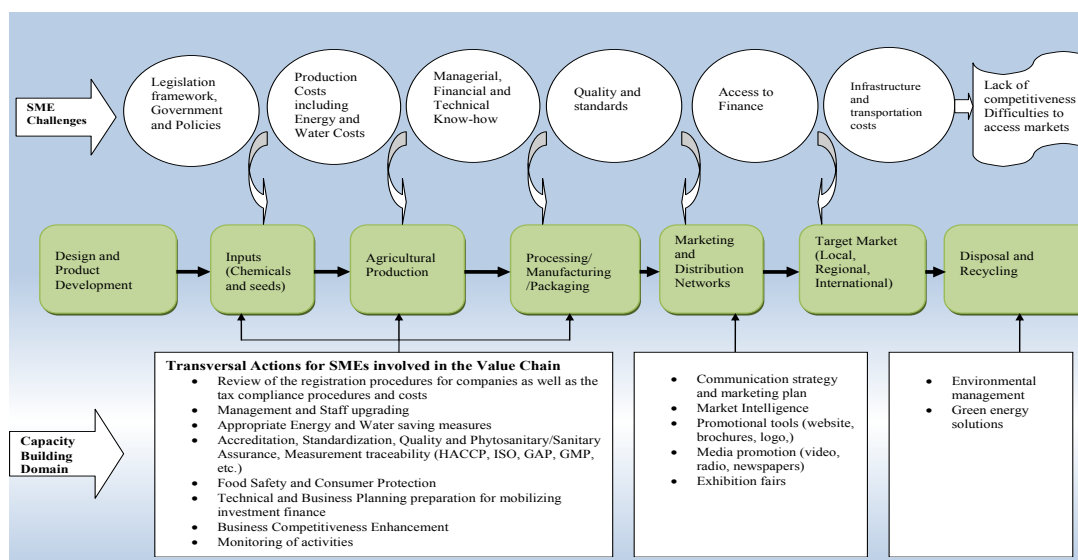 SME
Challenges
Legislation
framework,
Government
and Policies
Production
Costs
including
Energy and
Water Costs
Managerial,
Financial and
Technical
Know-how
Quality and
standards
Access to
Finance
Infrastructure
and
transportation
costs
Lack of
competitiveness
Difficulties to
access markets
Design and
Product
Development
Inputs
(Chemicals
and seeds)
Agricultural
Production
Processing/
Manufacturing
/Packaging
Marketing
and
Distribution
Networks
Target Market
(Local,
Regional,
International)
Disposal and
Recycling
Capacity
Building
Domain
Transversal Actions for SMEs involved in the Value Chain
• Review of the registration procedures for companies as well as the
tax compliance procedures and costs
• Management and Staff upgrading
• Appropriate Energy and Water saving measures
• Accreditation, Standardization, Quality and Phytosanitary/Sanitary
Assurance, Measurement traceability (HACCP, ISO, GAP, GMP,
etc.)
• Food Safety and Consumer Protection
• Technical and Business Planning preparation for mobilizing
investment finance
• Business Competitiveness Enhancement
• Monitoring of activities
• Communication strategy
and marketing plan
• Market Intelligence
• Promotional tools (website,
brochures, logo,)
• Media promotion (video,
radio, newspapers)
• Exhibition fairs
• Environmental
management
• Green energy
solutions